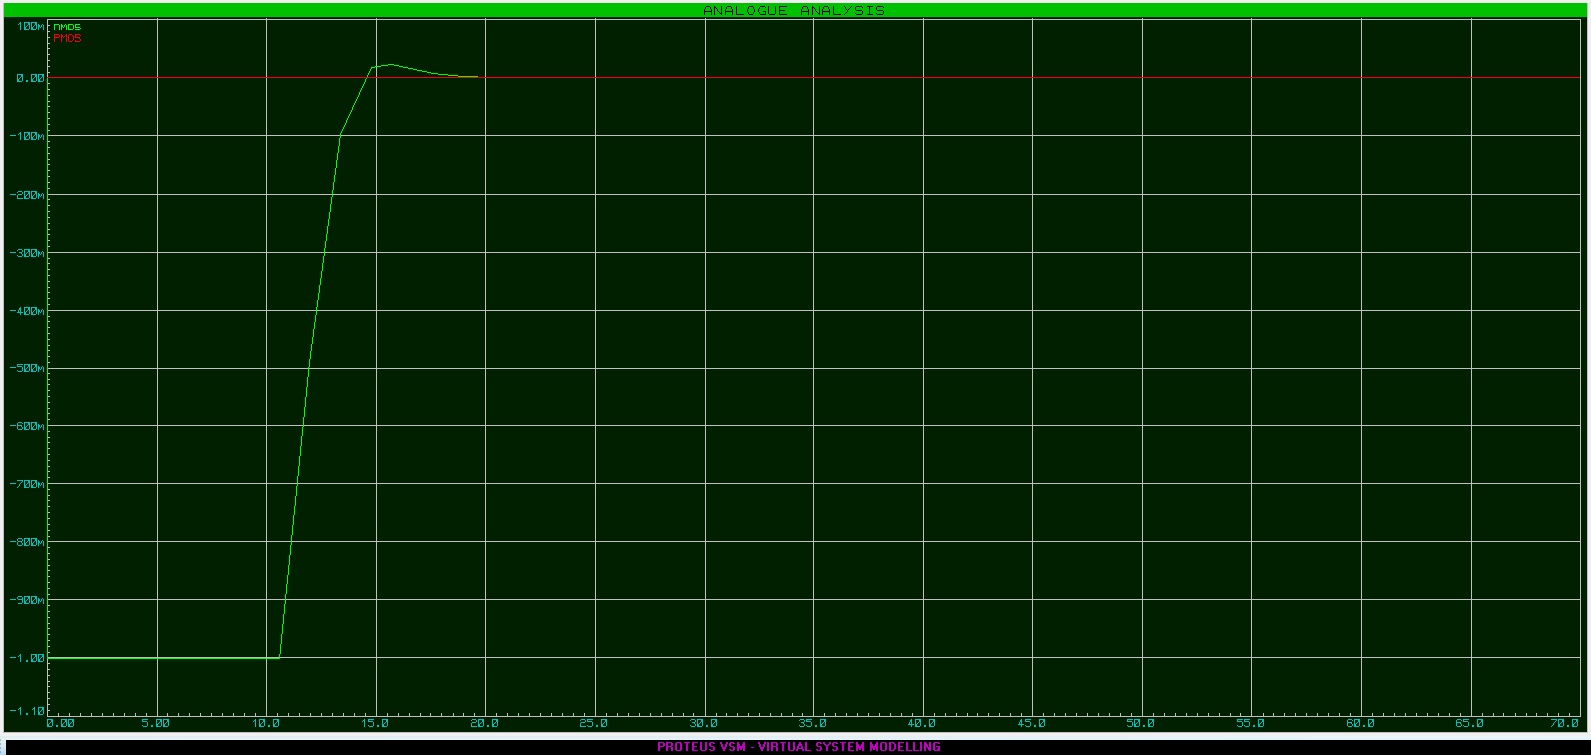 ANALOGUE ANALYSIS
100m
NMOS
PMOS
0.00
-100m
-200m
-300m
-400m
-500m
-600m
-700m
-800m
-900m
-1.00
-1.10
0.00 5.00 10.0 15.0 20.0 25.0 30.0 35.0 40.0 45.0 50.0 55.0 60.0 65.0 70.0
PROTEUS VSM - VIRTUAL SYSTEM MODELLING